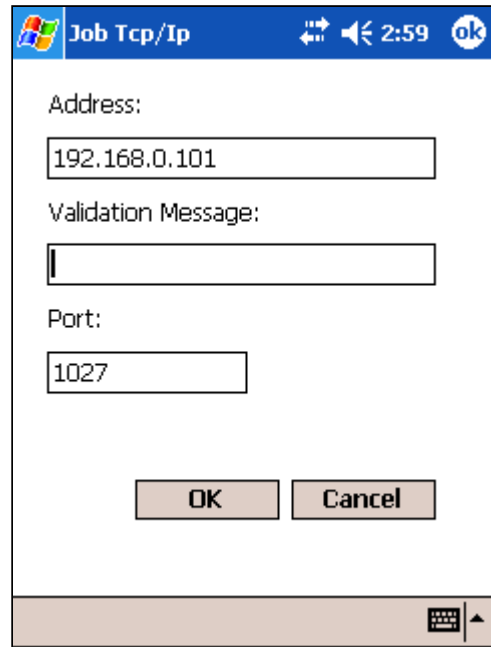 Job Tcp/Ip 2:59 ok
Address:
192.168.0.101
Validation Message:
Port:
1027
OK Cancel